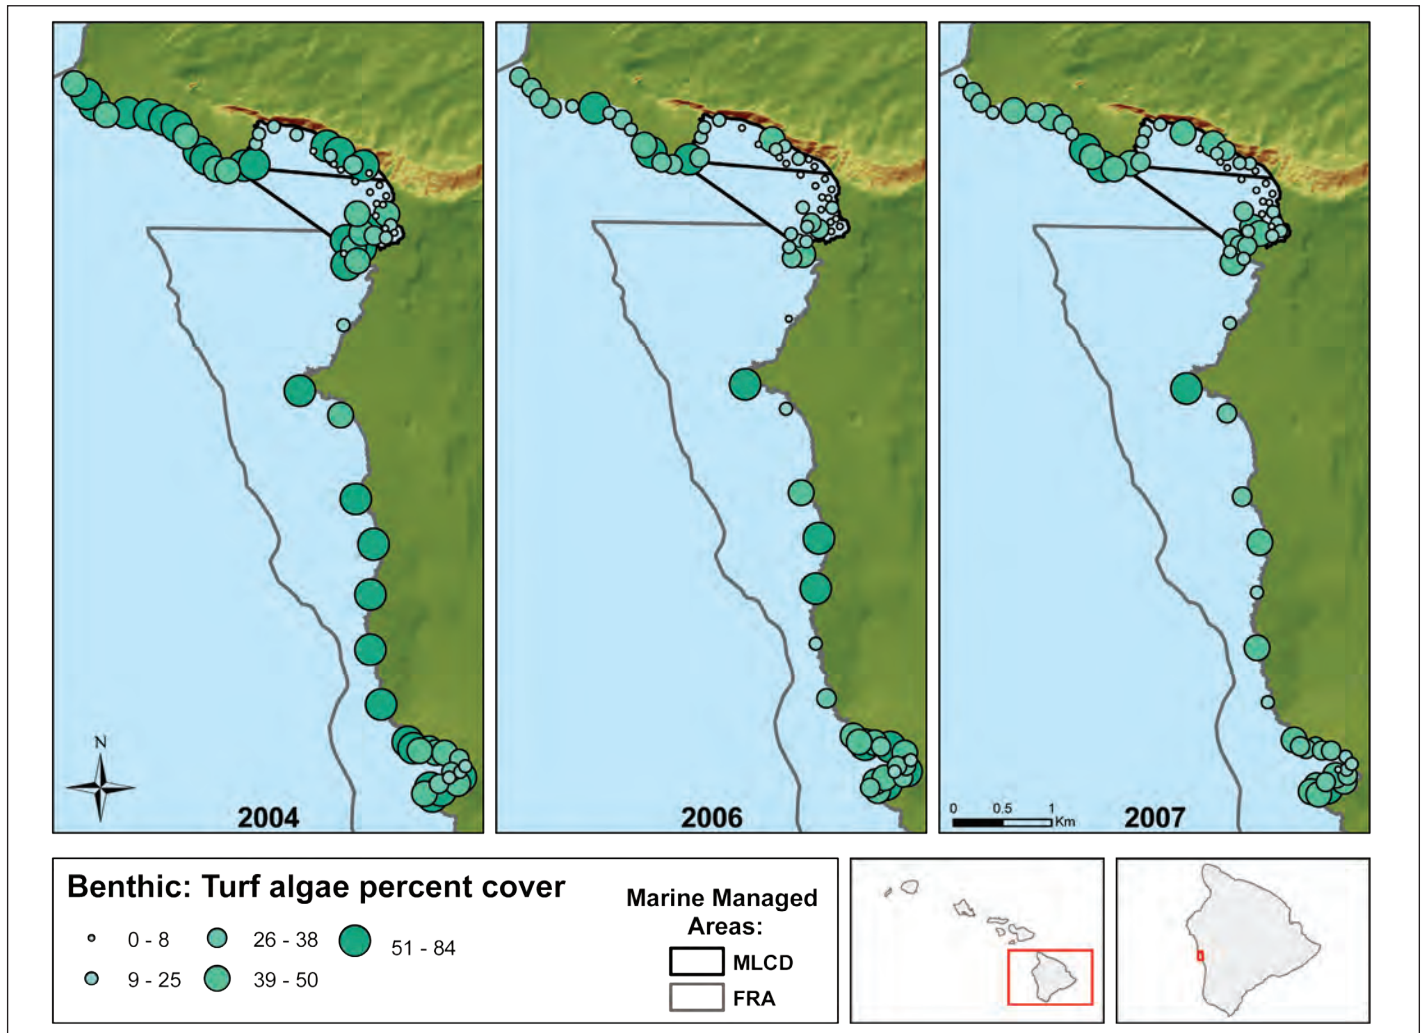 N
2004
2006
0 0.5 1
Km
2007
Benthic: Turf algae percent cover
0 - 8
26 - 38
51 - 84
9 - 25
39 - 50
Marine Managed
Areas:
MLCD
FRA